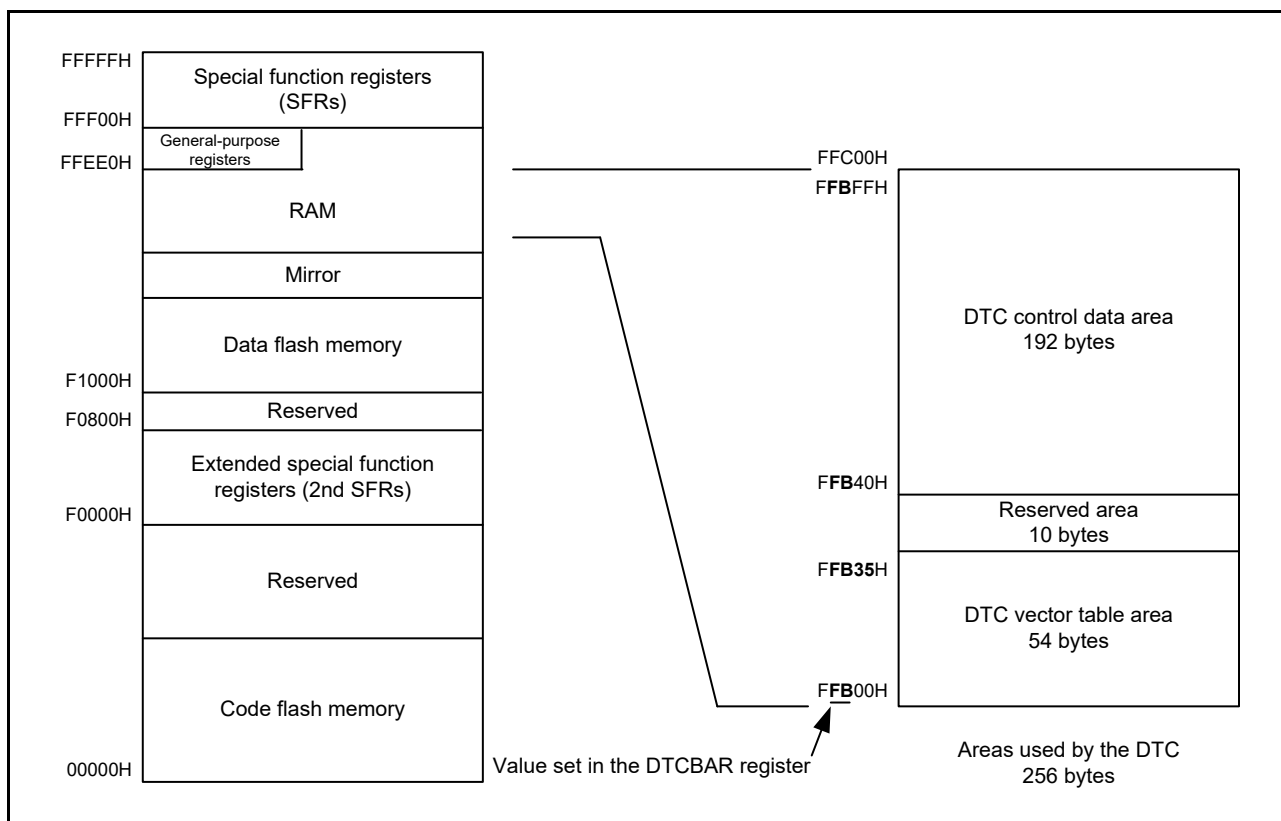 FFFFFH
Special function registers
(SFRs)
FFF00H
General-purpose
registers
FFEE0H
RAM
Mirror
Data flash memory
F1000H
Reserved
F0800H
Extended special function
registers (2nd SFRs)
F0000H
Reserved
Code flash memory
00000H
FFC00H
FFBFFH
DTC control data area
192 bytes
FFB40H
Reserved area
10 bytes
FFB35H
DTC vector table area
54 bytes
FFB00H
Value set in the DTCBAR register
Areas used by the DTC
256 bytes